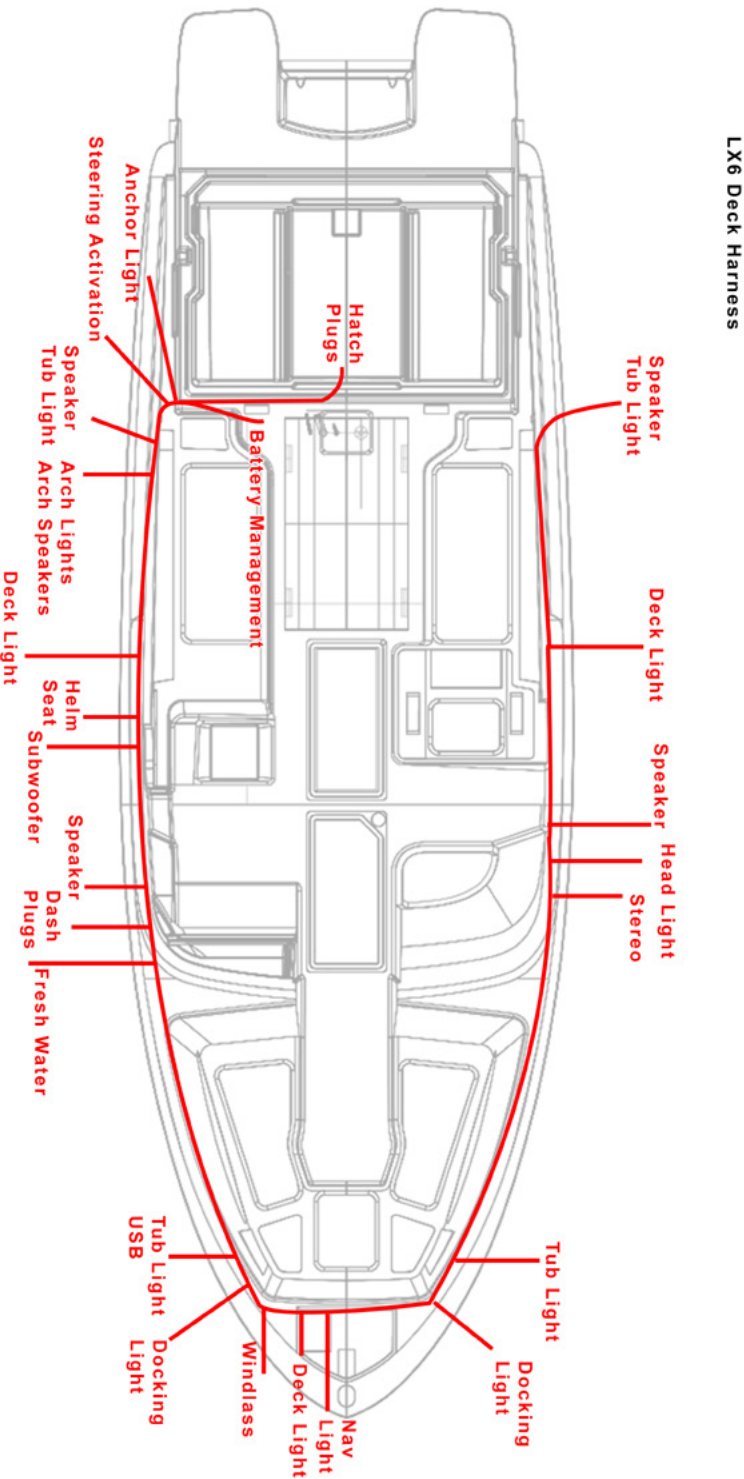 LX6 Deck Harness
Speaker
Tub Light
Deck Light
Speaker
Head Light
Stereo
Tub Light
Docking
Light
Hatch
Plugs
Battery Management
Anchor Light
Steering Activation
Speaker
Tub Light
Arch Lights
Arch Speakers
Deck Light
Helm
Seat
Subwoofer
Speaker
Dash
Plugs
Fresh Water
Tub Light
USB
Docking
Light
Windlass
Deck Light
Nav
Light